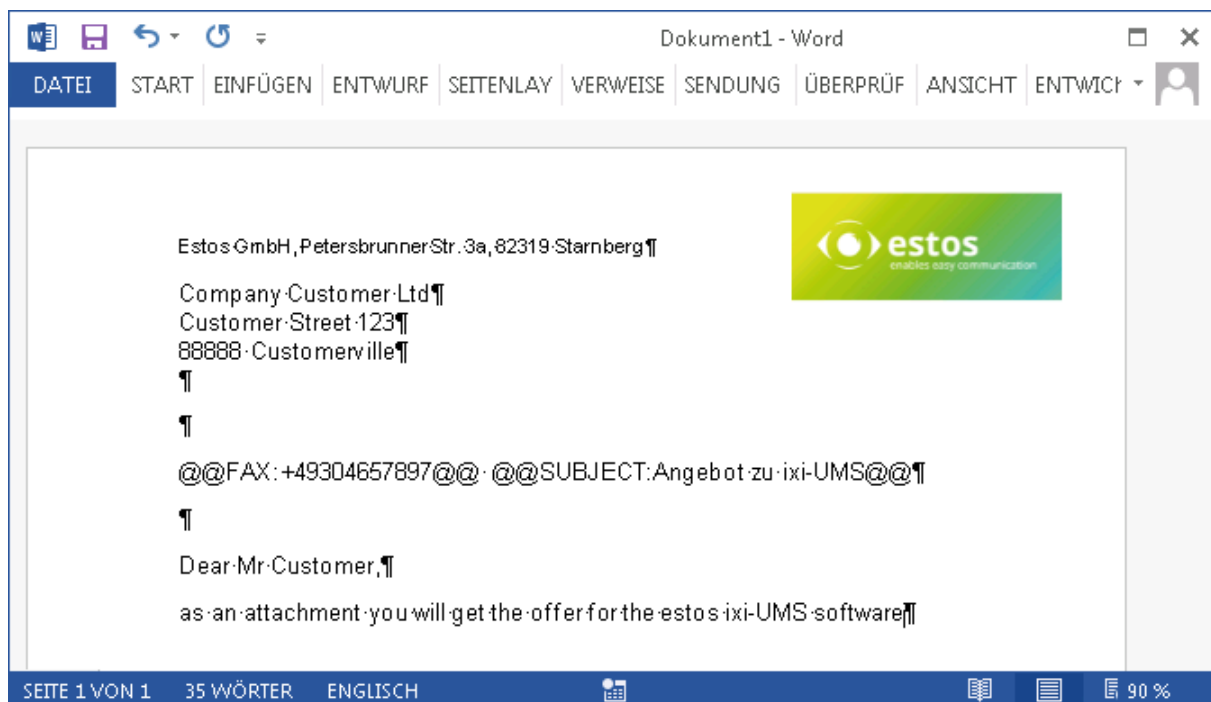 Dokument1 - Word
DATEI START EINFÜGEN ENTWURF SEITENLAY VERWEISE SENDUNG ÜBERPRÜF ANSICHT ENTWICK
estos
enables easy communication
Estos GmbH, Petersbrunner Str. 3a, 82319 Starnberg¶
Company·Customer·Ltd¶
Customer·Street·123¶
88888·Customerville¶
¶
¶
@@FAX:+49304657897@@·@@SUBJECT:Angebot·zu·ixi-UMS@@¶
¶
Dear·Mr·Customer,¶
as·an·attachment·you·will·get·the·offer·for·the·estos·ixi-UMS·software¶
SEITE 1 VON 1 35 WÖRTER ENGLISCH 90 %